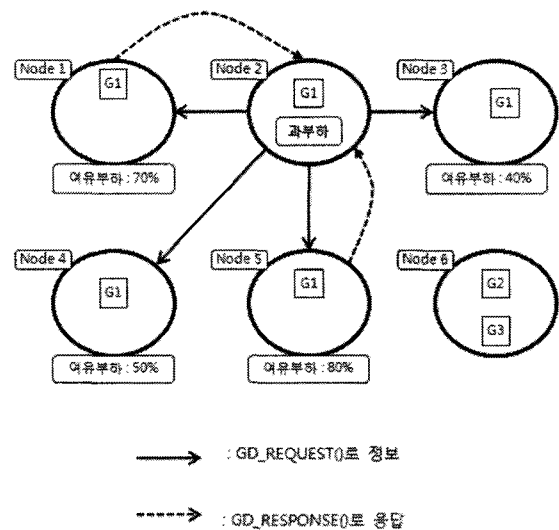 Node 1
Node 2
Node 3
G1
G1
G1
과부하
여유부하 : 70%
여유부하 : 40%
Node 4
Node 5
Node 6
G1
G1
G2
G3
여유부하 : 50%
여유부하 : 80%
: GD_REQUEST()로 정보
: GD_RESPONSE()로 응답